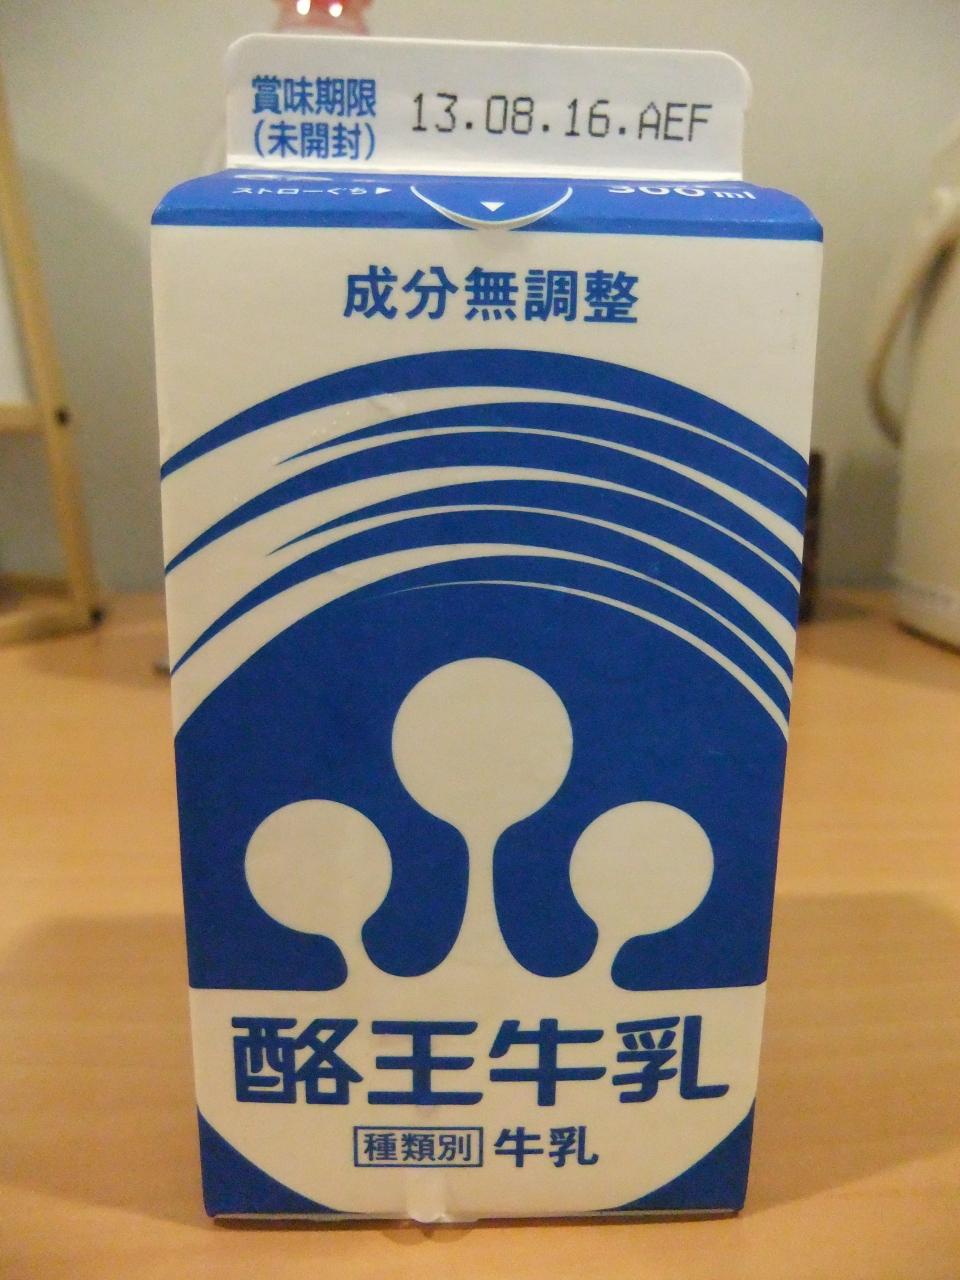 賞味期限 13.08.16.AEF
(未開封)
ストローぐち▶ 300ml
成分無調整
酪王牛乳
種類別 牛乳